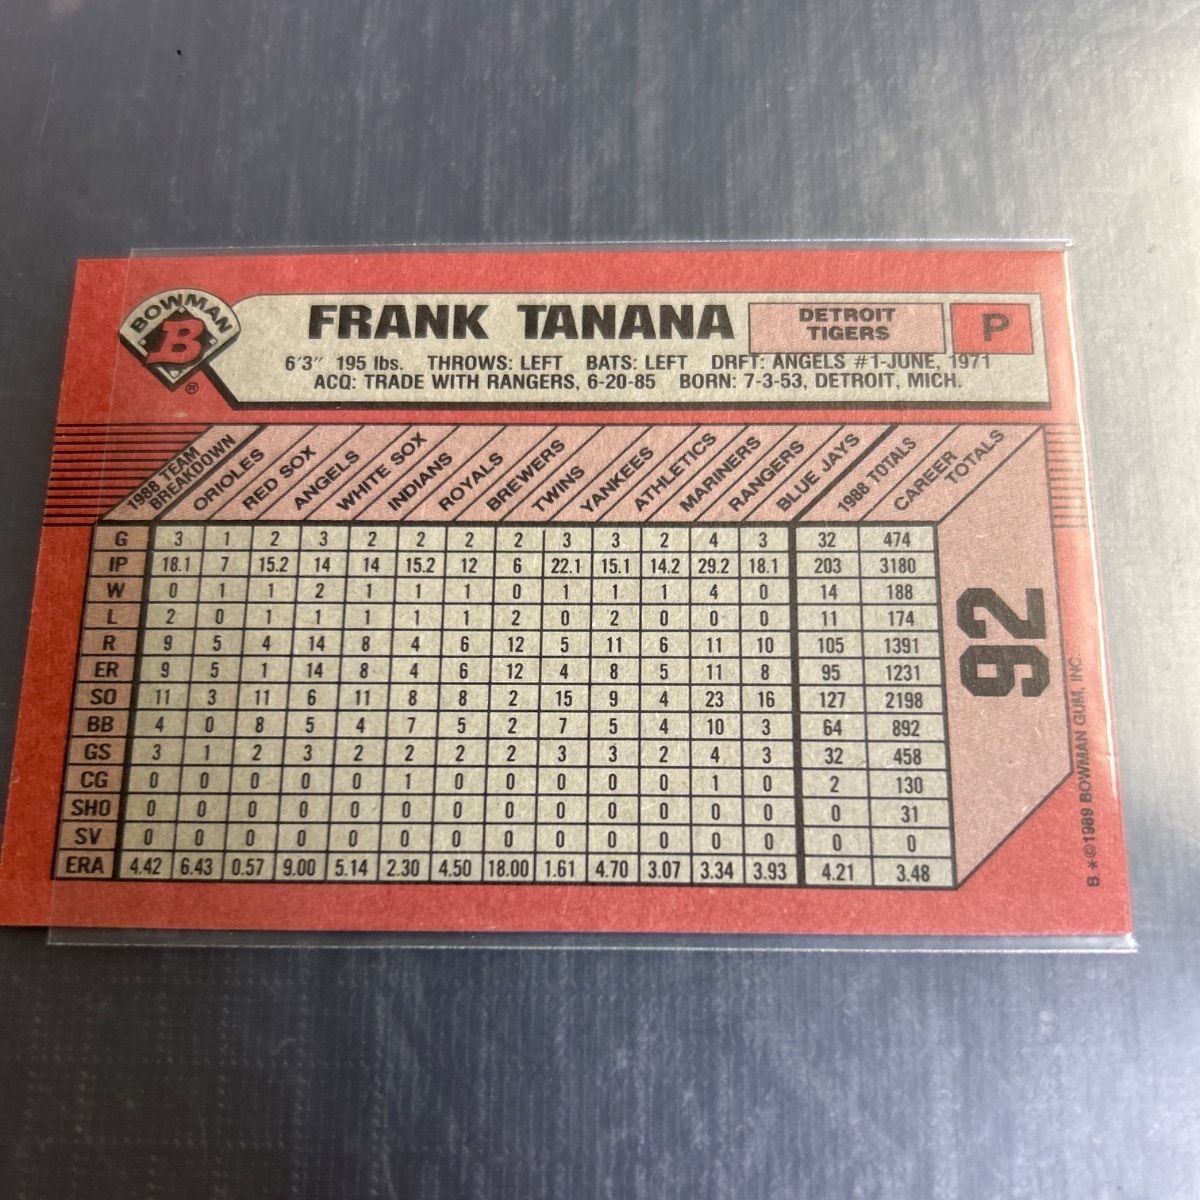 BOWMAN
B
®
FRANK TANANA
DETROIT
TIGERS
P
6'3" 195 lbs. THROWS: LEFT BATS: LEFT DRFT: ANGELS #1-JUNE, 1971
ACQ: TRADE WITH RANGERS, 6-20-85 BORN: 7-3-53, DETROIT, MICH.
1988 TEAM BREAKDOWN ORIOLES RED SOX ANGELS WHITE SOX INDIANS ROYALS BREWERS TWINS YANKEES ATHLETICS MARINERS RANGERS BLUE JAYS 1988 TOTALS CAREER TOTALS
G 3 1 2 3 2 2 2 2 3 3 2 4 3 32 474
IP 18.1 7 15.2 14 14 15.2 12 6 22.1 15.1 14.2 29.2 18.1 203 3180
W 0 1 1 2 1 1 1 0 1 1 1 4 0 14 188
L 2 0 1 1 1 1 1 2 0 2 0 0 0 11 174
R 9 5 4 14 8 4 6 12 5 11 6 11 10 105 1391
ER 9 5 1 14 8 4 6 12 4 8 5 11 8 95 1231
SO 11 3 11 6 11 8 8 2 15 9 4 23 16 127 2198
BB 4 0 8 5 4 7 5 2 7 5 4 10 3 64 892
GS 3 1 2 3 2 2 2 2 3 3 2 4 3 32 458
CG 0 0 0 0 0 1 0 0 0 0 0 1 0 2 130
SHO 0 0 0 0 0 0 0 0 0 0 0 0 0 0 31
SV 0 0 0 0 0 0 0 0 0 0 0 0 0 0 0
ERA 4.42 6.43 0.57 9.00 5.14 2.30 4.50 18.00 1.61 4.70 3.07 3.34 3.93 4.21 3.48
92
B *©1989 BOWMAN GUM, INC.